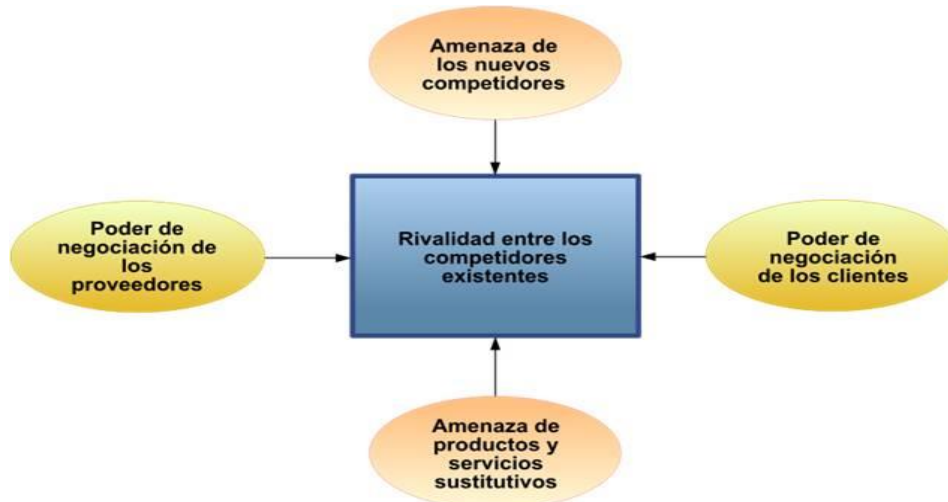 Amenaza de
los nuevos
competidores
Poder de
negociación de
los
proveedores
Rivalidad entre los
competidores
existentes
Poder de
negociación
de los clientes
Amenaza de
productos y
servicios
sustitutivos